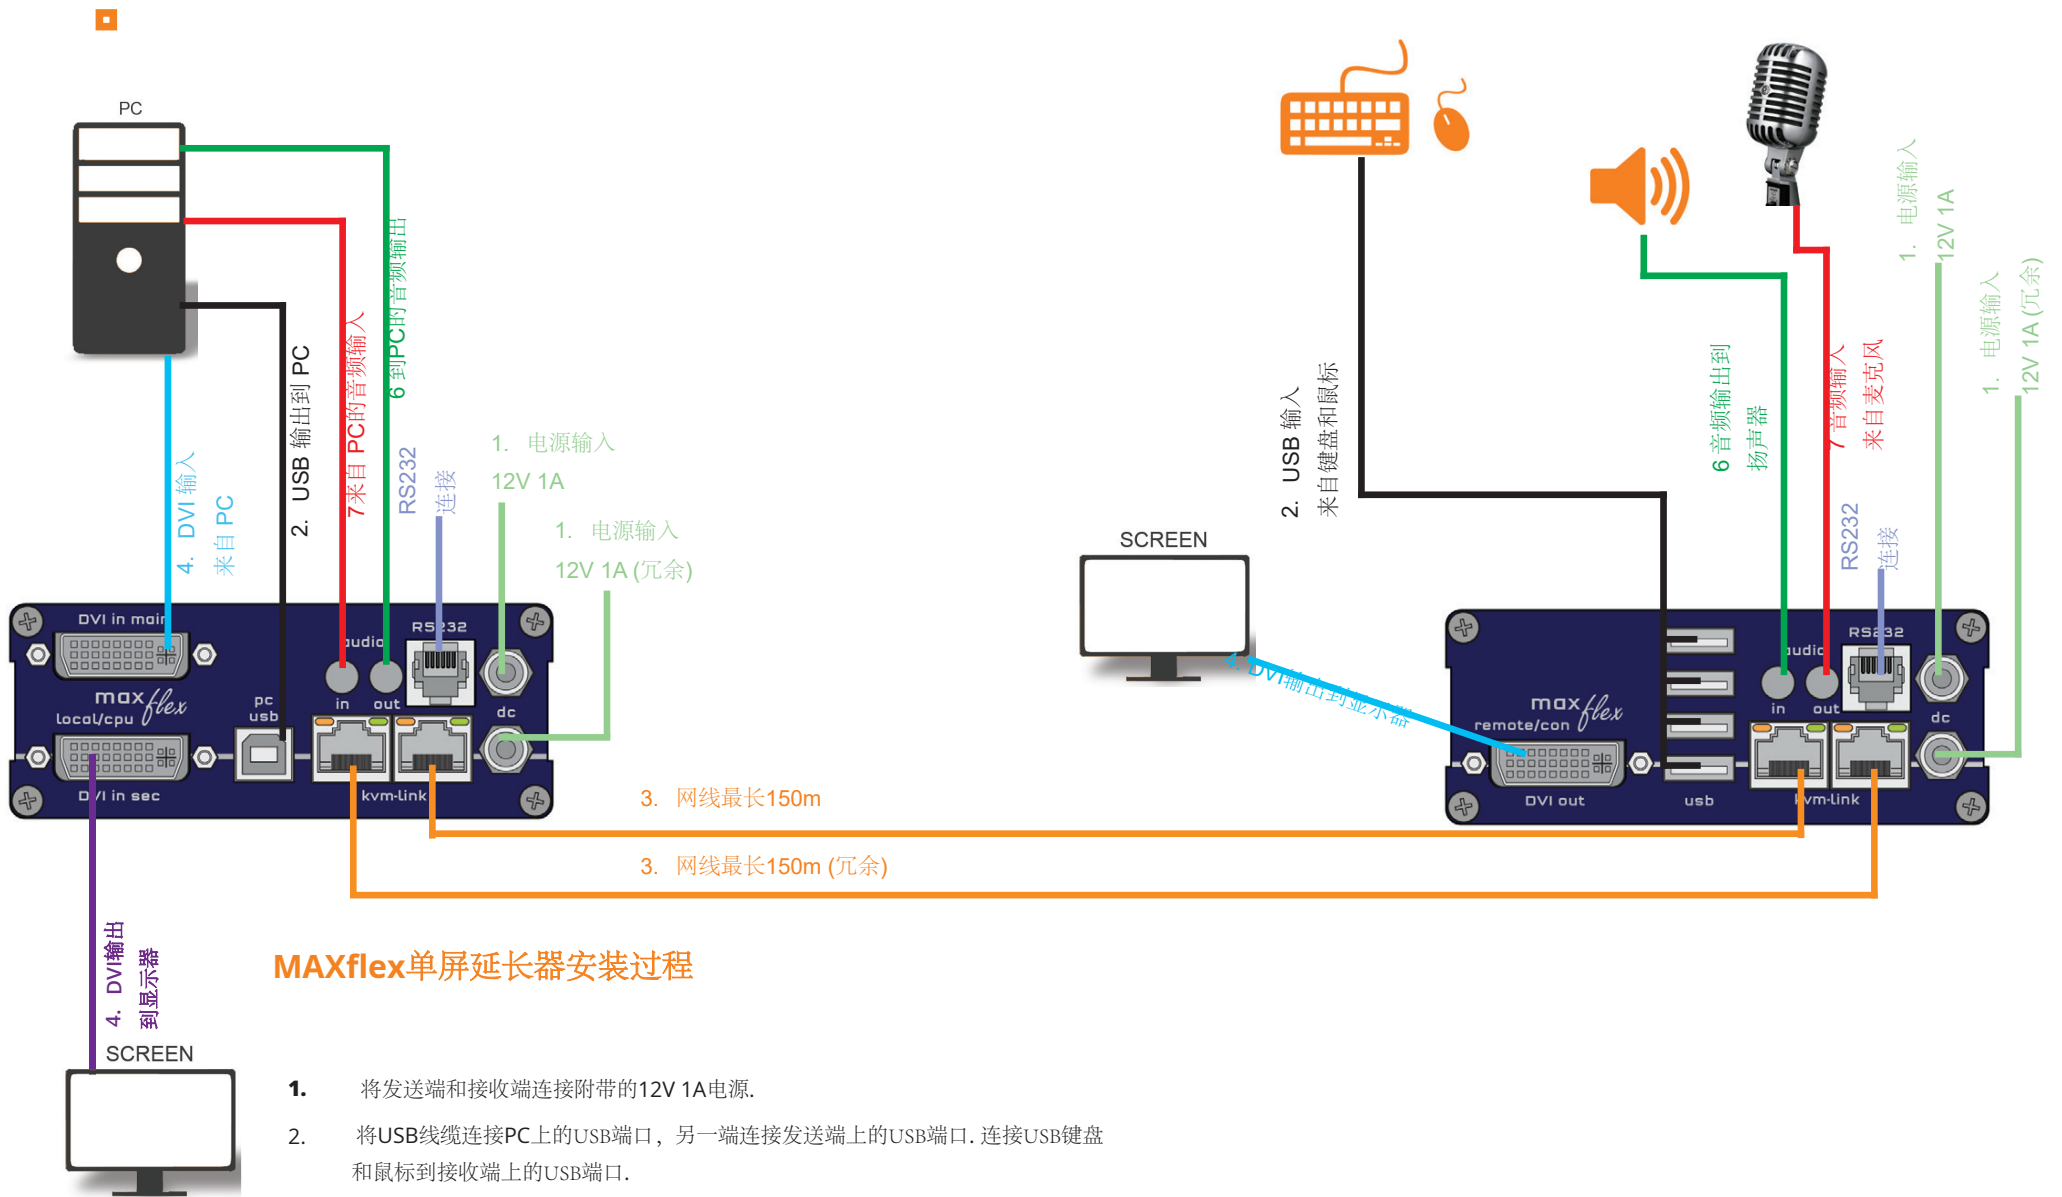 PC
4. DVI 输入
来自 PC
2. USB 输出到 PC
7来自 PC的音频输入
6 到PC的音频输出
RS232
连接
1. 电源输入
12V 1A
1. 电源输入
12V 1A (冗余)
DVI in main
audio
RS232
maxflex
local/cpu
pc
usb
in
out
dc
DVI in sec
kvm-link
2. USB 输入
来自键盘和鼠标
6 音频输出到
扬声器
7 音频输入
来自麦克风
RS232
连接
1. 电源输入
12V 1A
1. 电源输入
12V 1A (冗余)
SCREEN
4. DVI输出到显示器
audio
RS232
maxflex
remote/con
in
out
dc
DVI out
usb
kvm-link
3. 网线最长150m
3. 网线最长150m (冗余)
4. DVI输出
到显示器
SCREEN
MAXflex单屏延长器安装过程
1. 将发送端和接收端连接附带的12V 1A电源.
2. 将USB线缆连接PC上的USB端口，另一端连接发送端上的USB端口. 连接USB键盘
和鼠标到接收端上的USB端口.